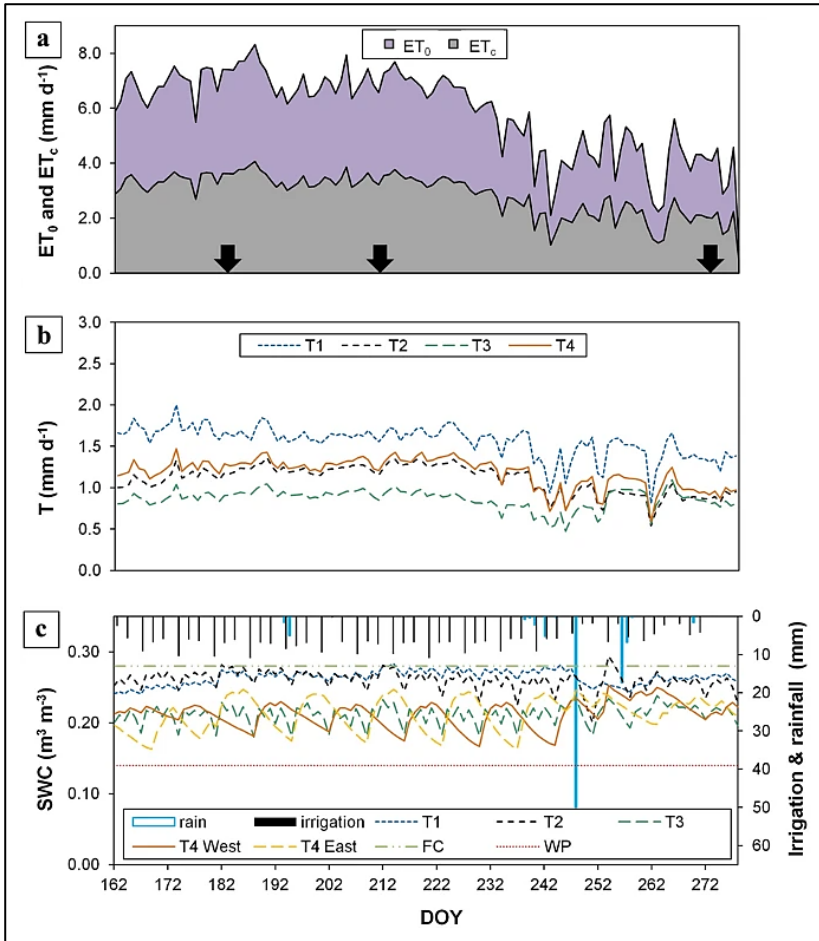 a
ET₀ ETc
ET₀ and ETc (mm d⁻¹)
8.0
6.0
4.0
2.0
0.0
b
T1 T2 T3 T4
T (mm d⁻¹)
3.0
2.5
2.0
1.5
1.0
0.5
0.0
c
SWC (m³ m⁻³)
0.30
0.20
0.10
0.00
Irrigation & rainfall (mm)
0
10
20
30
40
50
60
rain irrigation T1 T2 T3
T4 West T4 East FC WP
162 172 182 192 202 212 222 232 242 252 262 272
DOY